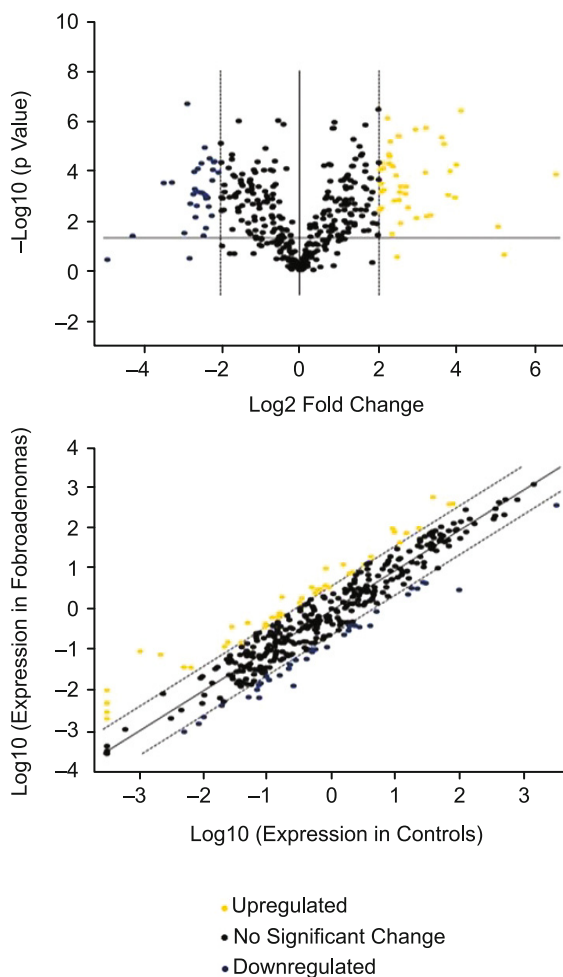 10
8
6
4
2
0
–2
–Log10 (p Value)
–4 –2 0 2 4 6
Log2 Fold Change
4
3
2
1
0
–1
–2
–3
–4
Log10 (Expression in Fobroadenomas)
–3 –2 –1 0 1 2 3
Log10 (Expression in Controls)
Upregulated
No Significant Change
Downregulated